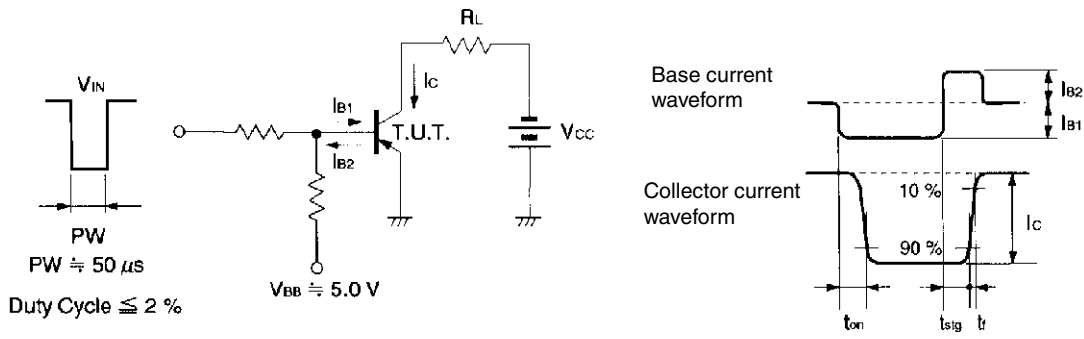 VIN
PW
PW ≒ 50 μs
Duty Cycle ≦ 2 %
IB1
IB2
VBB ≒ 5.0 V
IC
T.U.T.
RL
VCC
Base current
waveform
IB2
IB1
Collector current
waveform
10 %
90 %
IC
ton
tstg
tf